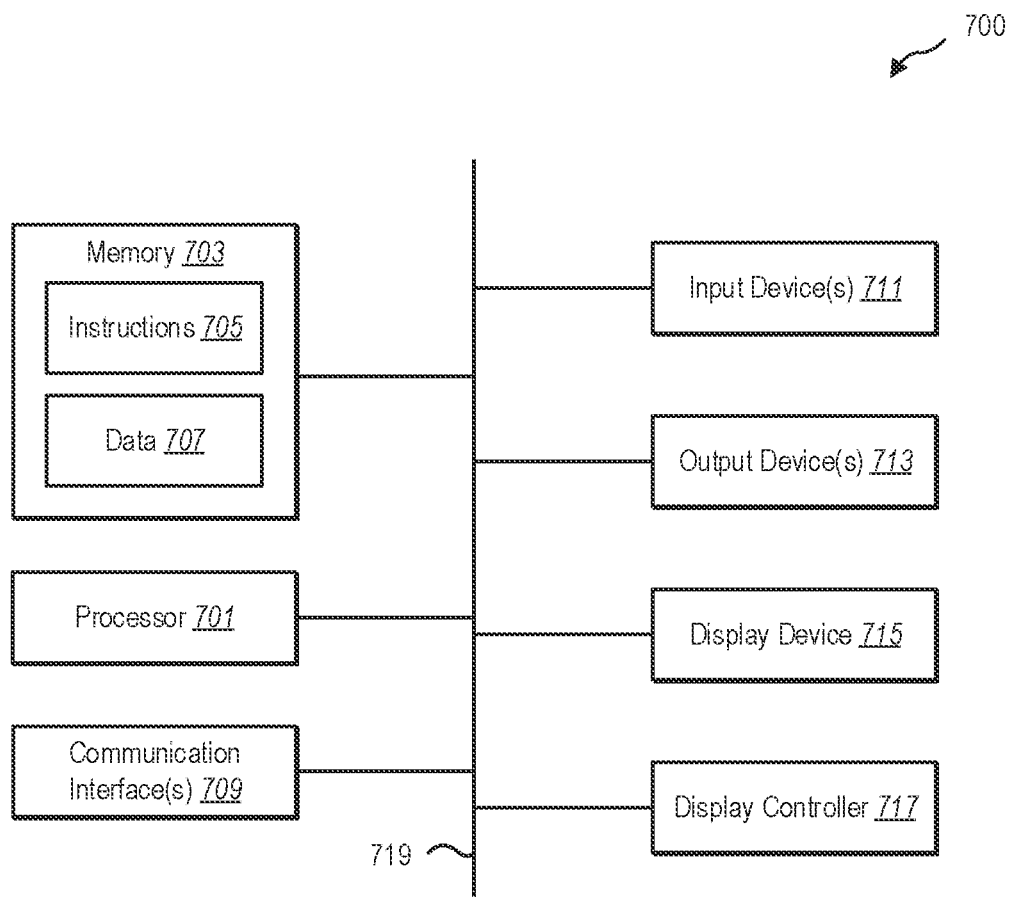 700
Memory 703
Instructions 705
Data 707
Processor 701
Communication
Interface(s) 709
719
Input Device(s) 711
Output Device(s) 713
Display Device 715
Display Controller 717